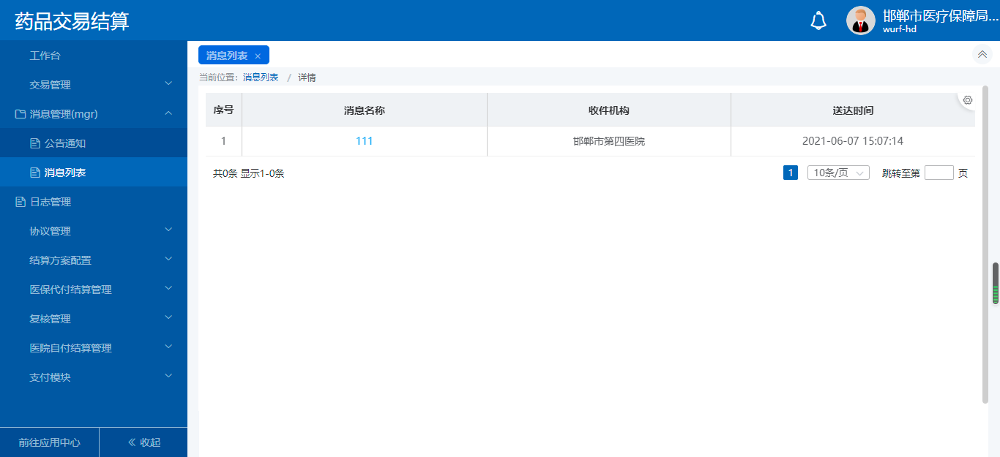 药品交易结算
邯郸市医疗保障局...
wurf-hd
工作台
交易管理
消息管理(mgr)
公告通知
消息列表
日志管理
协议管理
结算方案配置
医保代付结算管理
复核管理
医院自付结算管理
支付模块
前往应用中心
收起
消息列表 ×
当前位置: 消息列表 / 详情
序号 消息名称 收件机构 送达时间
1 111 邯郸市第四医院 2021-06-07 15:07:14
共0条 显示1-0条
1 10条/页 跳转至第 页